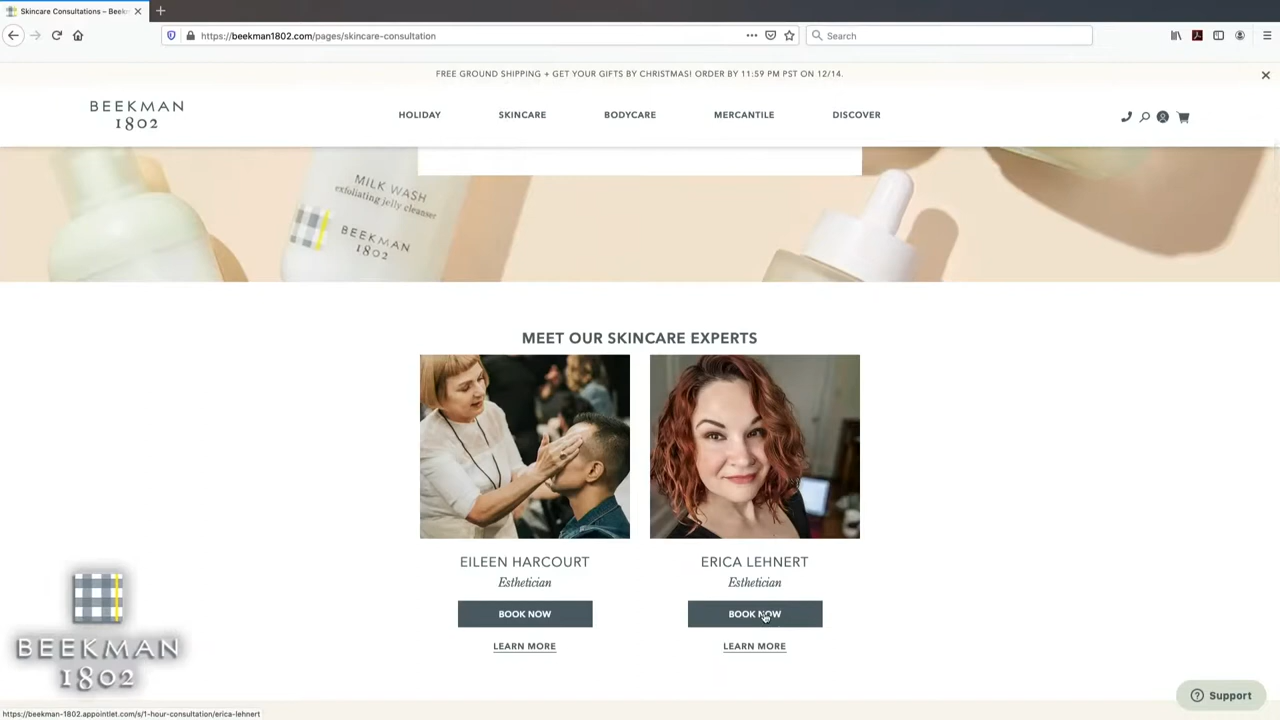 Skincare Consultations – Beek
https://beekman1802.com/pages/skincare-consultation
Search
FREE GROUND SHIPPING + GET YOUR GIFTS BY CHRISTMAS! ORDER BY 11:59 PM PST ON 12/14.
BEEKMAN
1802
HOLIDAY
SKINCARE
BODYCARE
MERCANTILE
DISCOVER
MILK WASH
exfoliating jelly cleanser
BEEKMAN
1802
MEET OUR SKINCARE EXPERTS
EILEEN HARCOURT
ERICA LEHNERT
Esthetician
Esthetician
BOOK NOW
BOOK NOW
LEARN MORE
LEARN MORE
BEEKMAN
1802
Support
https://beekman-1802.appointlet.com/s/1-hour-consultation/erica-lehnert